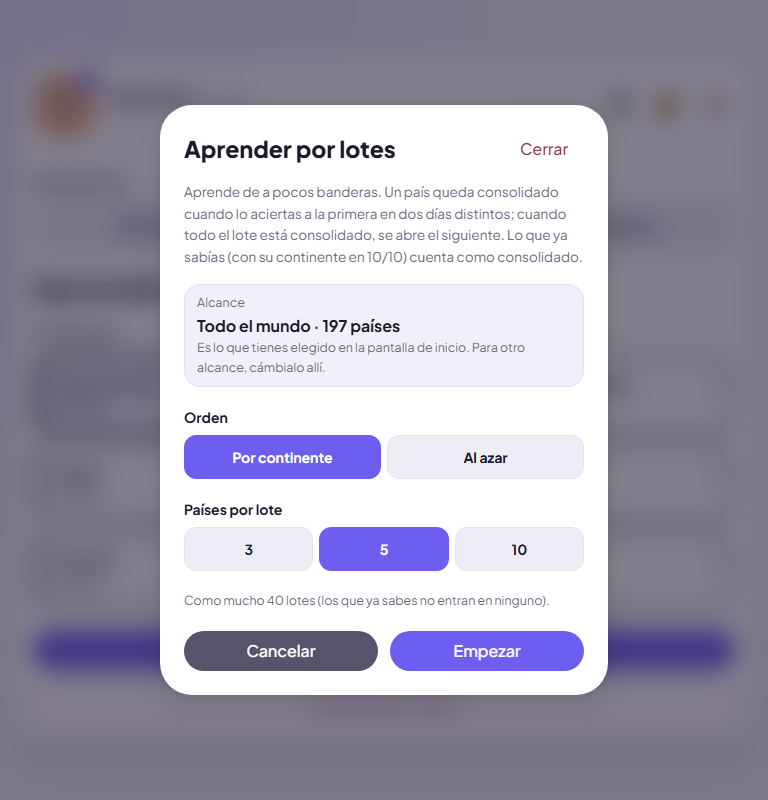 Aprender por lotes
Cerrar
Aprende de a pocos banderas. Un país queda consolidado
cuando lo aciertas a la primera en dos días distintos; cuando
todo el lote está consolidado, se abre el siguiente. Lo que ya
sabías (con su continente en 10/10) cuenta como consolidado.
Alcance
Todo el mundo · 197 países
Es lo que tienes elegido en la pantalla de inicio. Para otro
alcance, cámbialo allí.
Orden
Por continente
Al azar
Países por lote
3
5
10
Como mucho 40 lotes (los que ya sabes no entran en ninguno).
Cancelar
Empezar